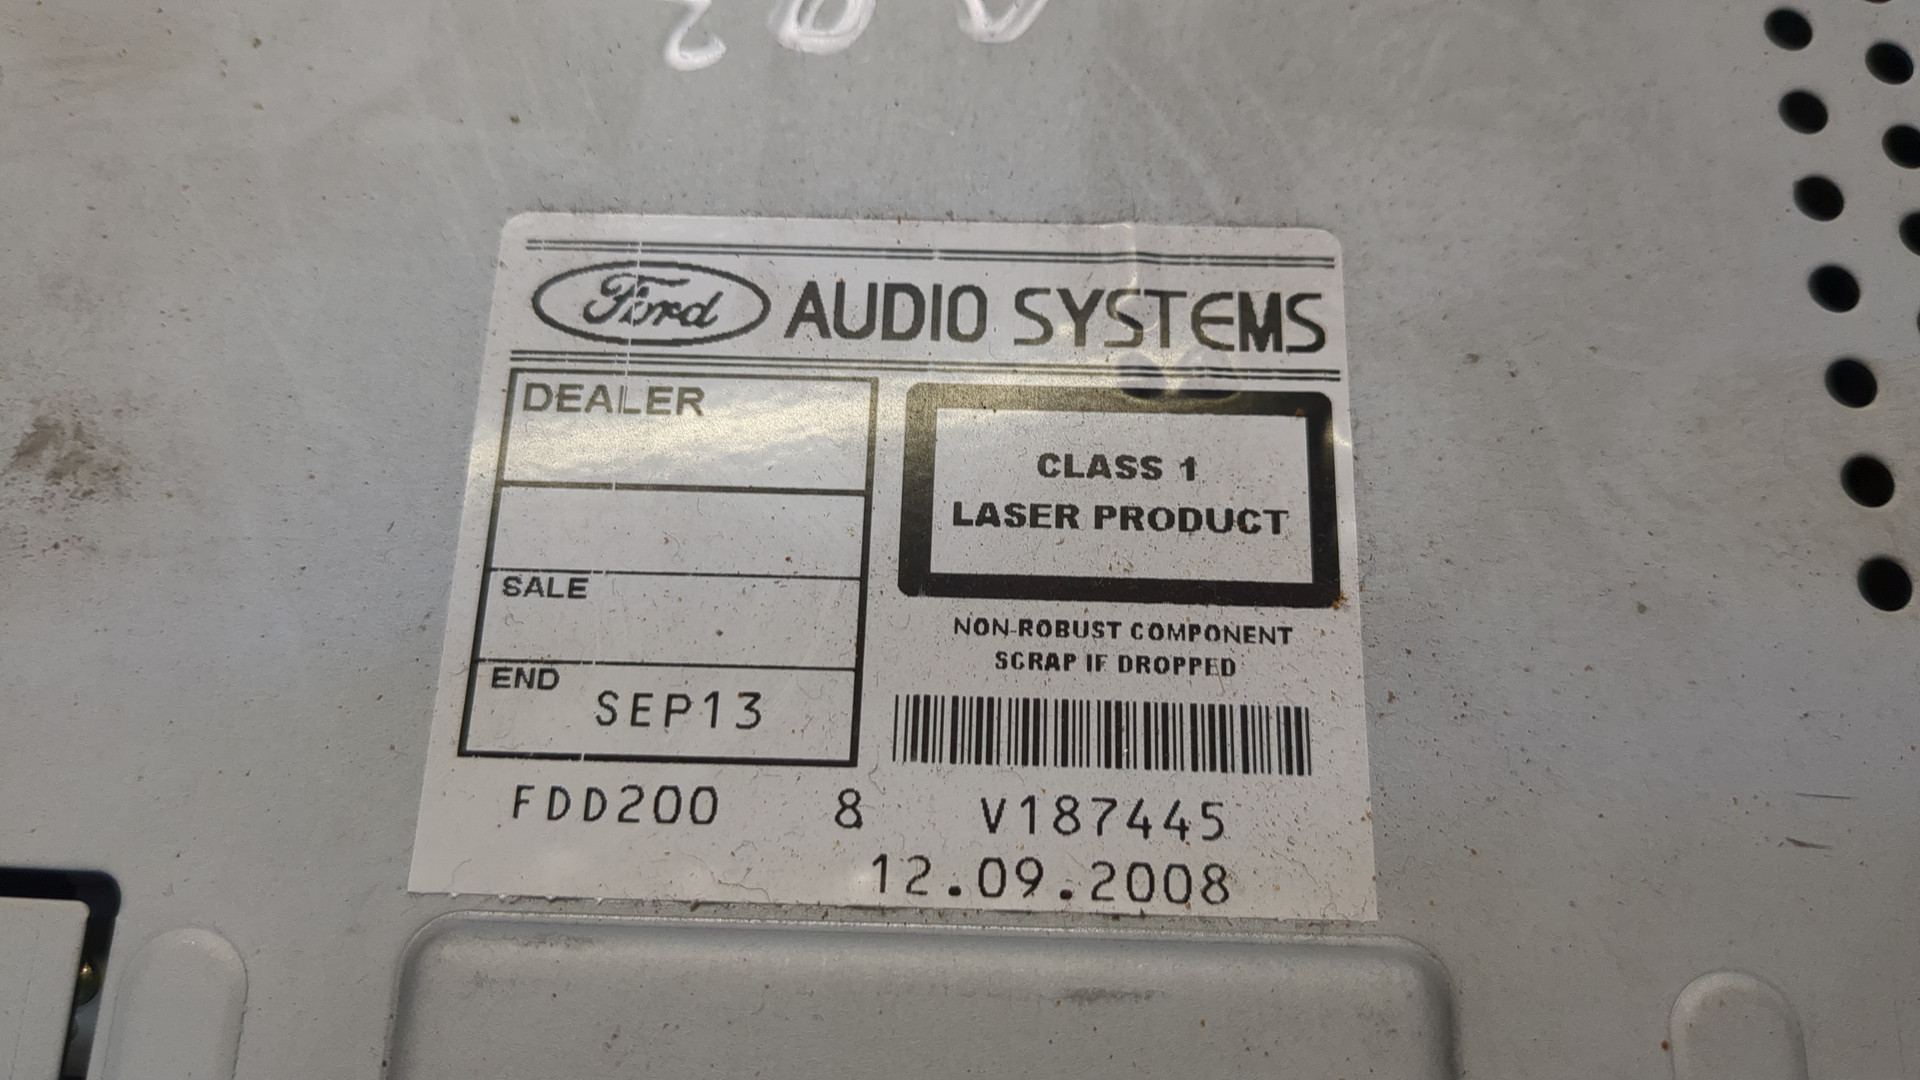 Ford AUDIO SYSTEMS
DEALER
SALE
END SEP13
CLASS 1
LASER PRODUCT
NON-ROBUST COMPONENT
SCRAP IF DROPPED
FDD200 8 V187445
12.09.2008